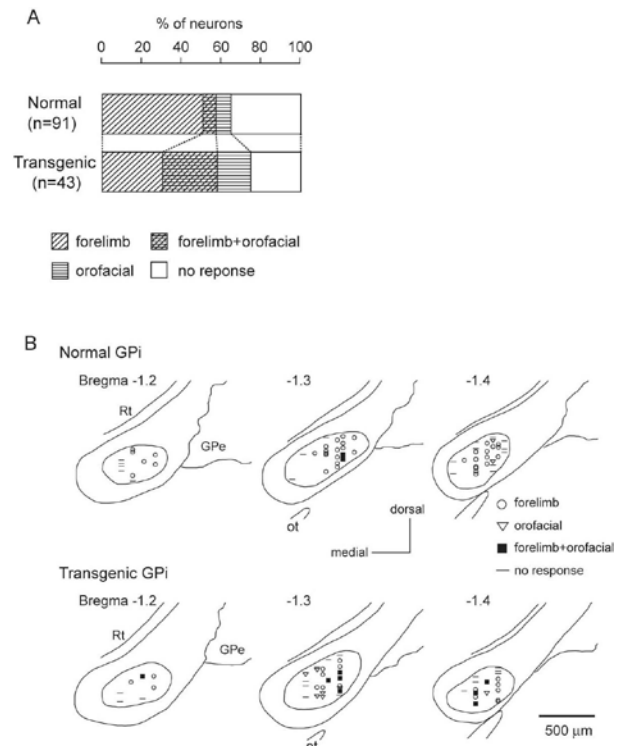 A
% of neurons
0 20 40 60 80 100
Normal
(n=91)
Transgenic
(n=43)
forelimb forelimb+orofacial
orofacial no reponse
B
Normal GPi
Bregma -1.2 -1.3 -1.4
Rt
GPe
forelimb
orofacial
forelimb+orofacial
no response
dorsal
medial
ot
Transgenic GPi
Bregma -1.2 -1.3 -1.4
Rt
GPe
500 µm
ot